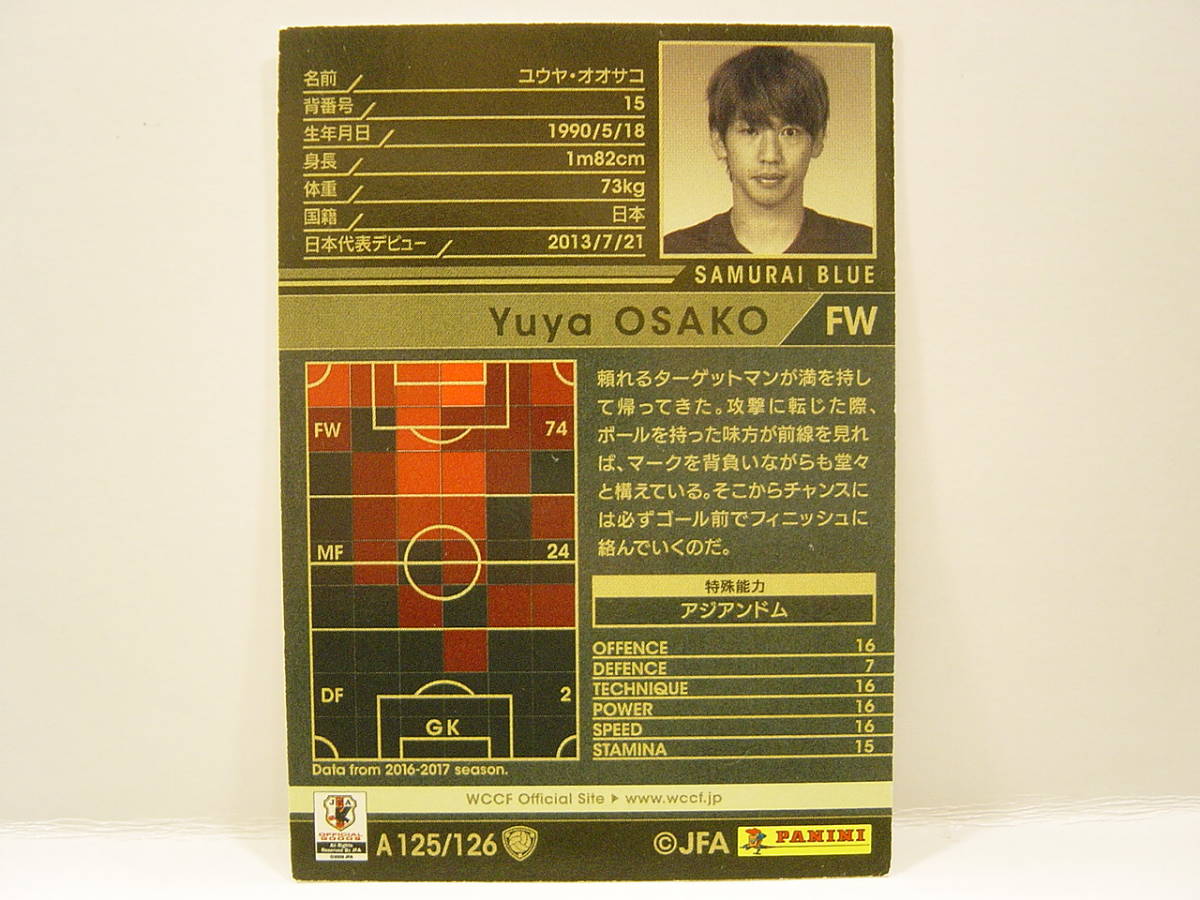 名前 ユウヤ・オオサコ
背番号 15
生年月日 1990/5/18
身長 1m82cm
体重 73kg
国籍 日本
日本代表デビュー 2013/7/21
SAMURAI BLUE
Yuya OSAKO FW
FW 74
MF 24
DF 2
GK
Data from 2016-2017 season.
頼れるターゲットマンが満を持し
て帰ってきた。攻撃に転じた際、
ボールを持った味方が前線を見れ
ば、マークを背負いながらも堂々
と構えている。そこからチャンスに
は必ずゴール前でフィニッシュに
絡んでいくのだ。
特殊能力
アジアンドム
OFFENCE 16
DEFENCE 7
TECHNIQUE 16
POWER 16
SPEED 16
STAMINA 15
WCCF Official Site ▶ www.wccf.jp
JFA
OFFICIAL
GOODS
All Rights
Reserved By JFA
A 125/126
©JFA
PANINI